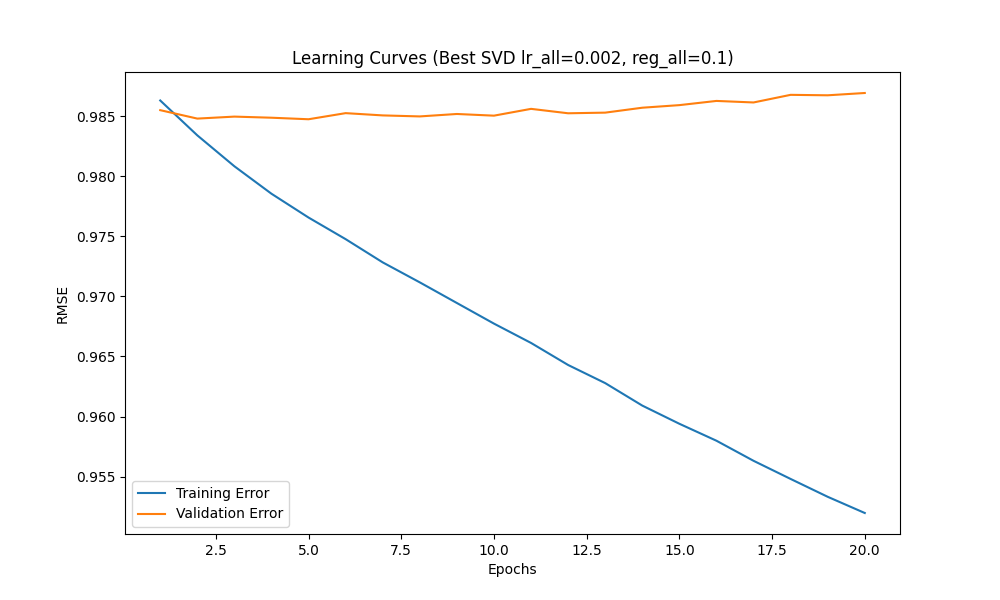 Learning Curves (Best SVD lr_all=0.002, reg_all=0.1)
RMSE
0.985
0.980
0.975
0.970
0.965
0.960
0.955
Training Error
Validation Error
2.5 5.0 7.5 10.0 12.5 15.0 17.5 20.0
Epochs